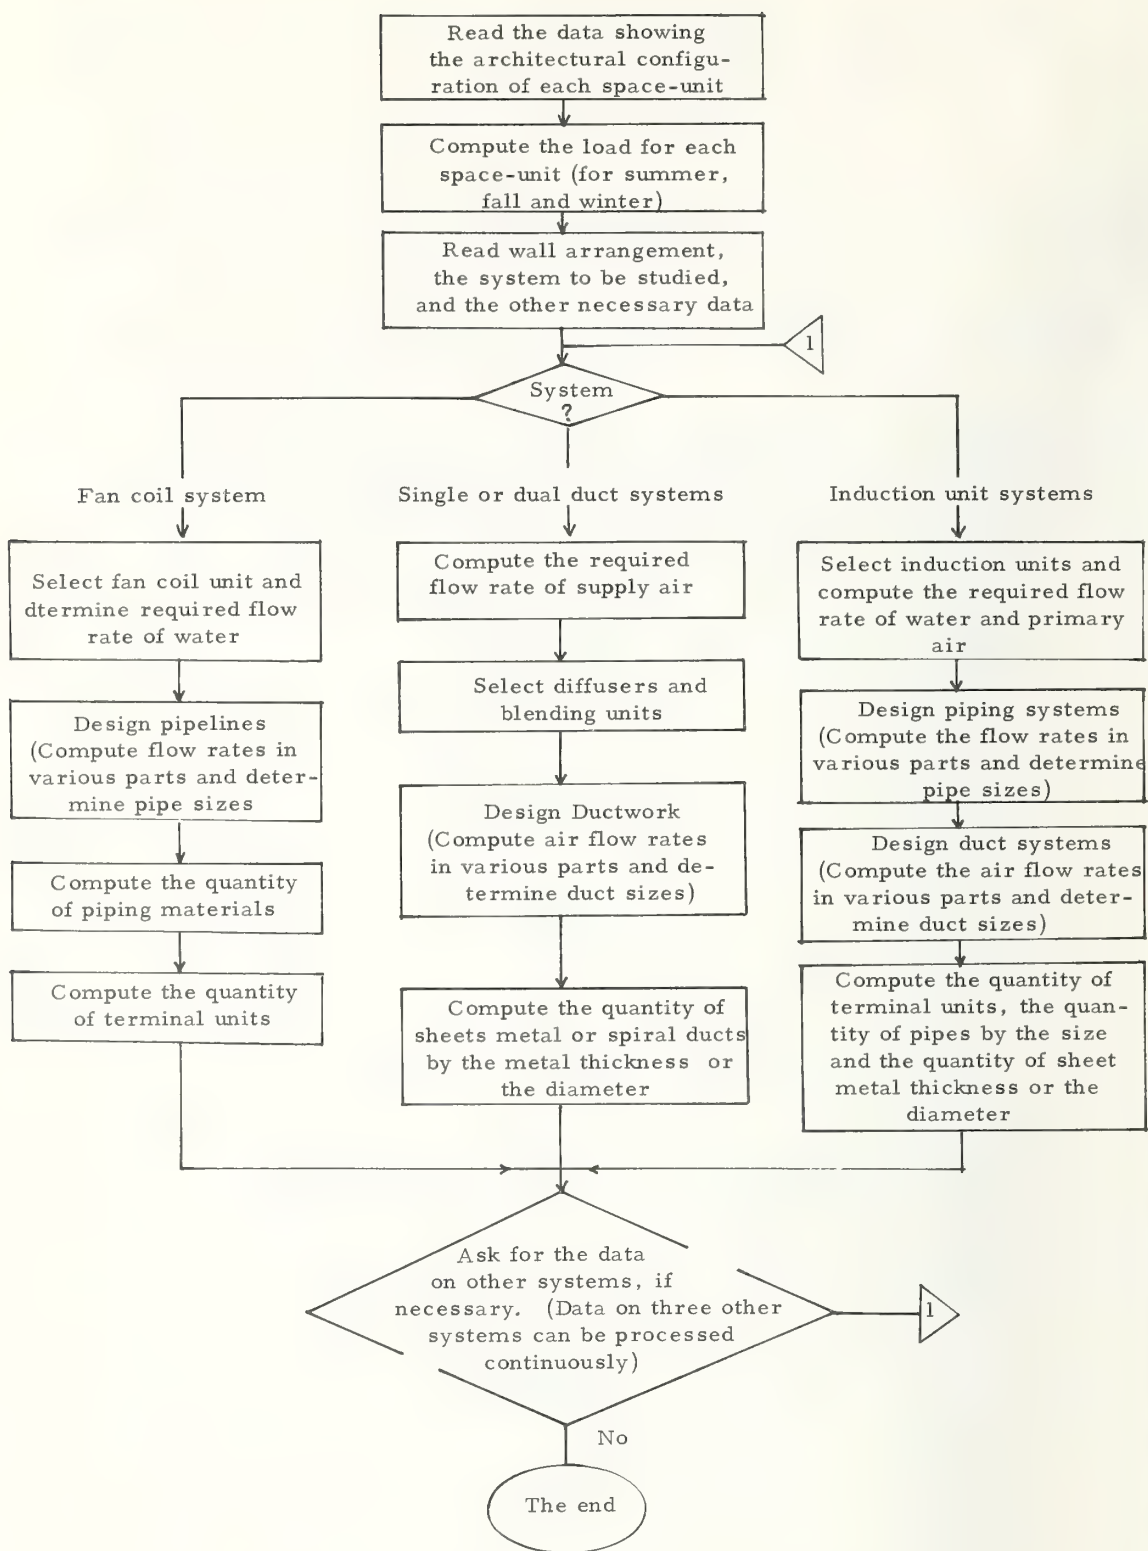 Read the data showing
the architectural configu-
ration of each space-unit
Compute the load for each
space-unit (for summer,
fall and winter)
Read wall arrangement,
the system to be studied,
and the other necessary data
1
System
?
Fan coil system
Select fan coil unit and
dtermine required flow
rate of water
Design pipelines
(Compute flow rates in
various parts and deter-
mine pipe sizes
Compute the quantity
of piping materials
Compute the quantity
of terminal units
Single or dual duct systems
Compute the required
flow rate of supply air
Select diffusers and
blending units
Design Ductwork
(Compute air flow rates
in various parts and de-
termine duct sizes)
Compute the quantity of
sheets metal or spiral ducts
by the metal thickness or
the diameter
Induction unit systems
Select induction units and
compute the required flow
rate of water and primary
air
Design piping systems
(Compute the flow rates in
various parts and determine
pipe sizes)
Design duct systems
(Compute the air flow rates
in various parts and deter-
mine duct sizes)
Compute the quantity of
terminal units, the quan-
tity of pipes by the size
and the quantity of sheet
metal thickness or the
diameter
Ask for the data
on other systems, if
necessary. (Data on three other
systems can be processed
continuously)
1
No
The end